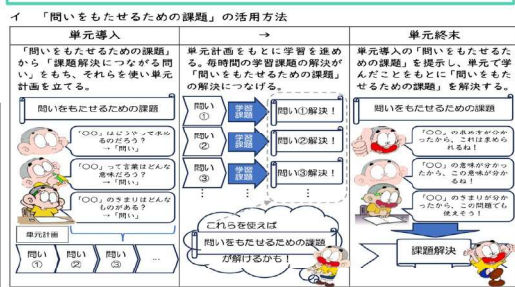 イ 「問いをもたせるための課題」の活用方法
単元導入
→
単元終末
「問いをもたせるための課題」
から「課題解決につながる問
い」をもち、それらを使い単元
計画を立てる。
単元計画をもとに学習を進め
る。毎時間の学習課題の解決が
「問いをもたせるための課題」
の解決につなげる。
単元導入の「問いをもたせるた
めの課題」を提示し、単元で学
んだことをもとに「問いをもた
せるための課題」を解決する。
問いをもたせるための課題
「〇〇」はどうやって求め
るのだろう？
→「問い」
「〇〇」って言葉はどんな
意味だろう？
→「問い」
「〇〇」のきまりはどんな
ものがある？
→「問い」
単元計画
問い
①
問い
②
問い
③
…
問い
①
学習
課題
問い①解決！
問い
②
学習
課題
問い②解決！
問い
③
学習
課題
問い③解決！
これらを使えば
問いをもたせるための課題
が解けるかも！
問いをもたせるための課題
「〇〇」の求め方が分か
ったから、これは求めら
れるね！
「〇〇」の意味が分かっ
たから、この意味が分か
るね！
「〇〇」のきまりが分か
ったから、この問題でも
使えそう！
課題解決